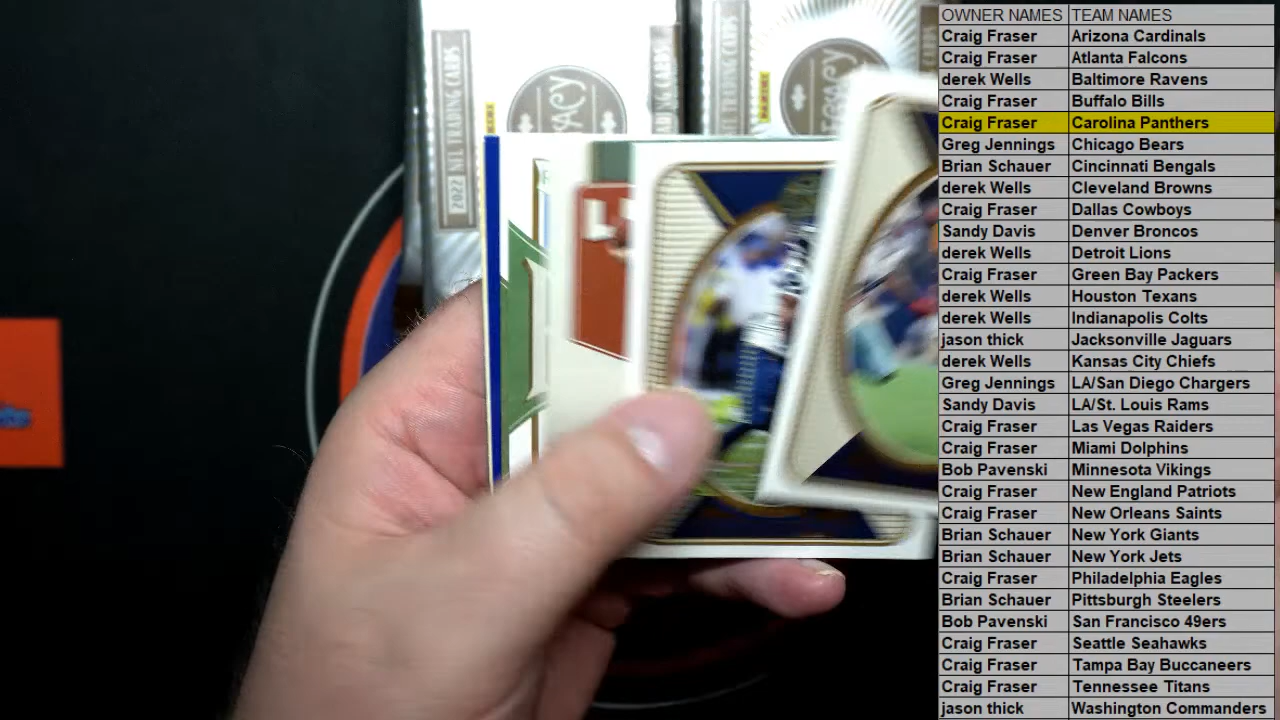 2022 NFL TRADING CARDS
PANINI
LEGACY
OWNER NAMES TEAM NAMES
Craig Fraser Arizona Cardinals
Craig Fraser Atlanta Falcons
derek Wells Baltimore Ravens
Craig Fraser Buffalo Bills
Craig Fraser Carolina Panthers
Greg Jennings Chicago Bears
Brian Schauer Cincinnati Bengals
derek Wells Cleveland Browns
Craig Fraser Dallas Cowboys
Sandy Davis Denver Broncos
derek Wells Detroit Lions
Craig Fraser Green Bay Packers
derek Wells Houston Texans
derek Wells Indianapolis Colts
jason thick Jacksonville Jaguars
derek Wells Kansas City Chiefs
Greg Jennings LA/San Diego Chargers
Sandy Davis LA/St. Louis Rams
Craig Fraser Las Vegas Raiders
Craig Fraser Miami Dolphins
Bob Pavenski Minnesota Vikings
Craig Fraser New England Patriots
Craig Fraser New Orleans Saints
Brian Schauer New York Giants
Brian Schauer New York Jets
Craig Fraser Philadelphia Eagles
Brian Schauer Pittsburgh Steelers
Bob Pavenski San Francisco 49ers
Craig Fraser Seattle Seahawks
Craig Fraser Tampa Bay Buccaneers
Craig Fraser Tennessee Titans
jason thick Washington Commanders